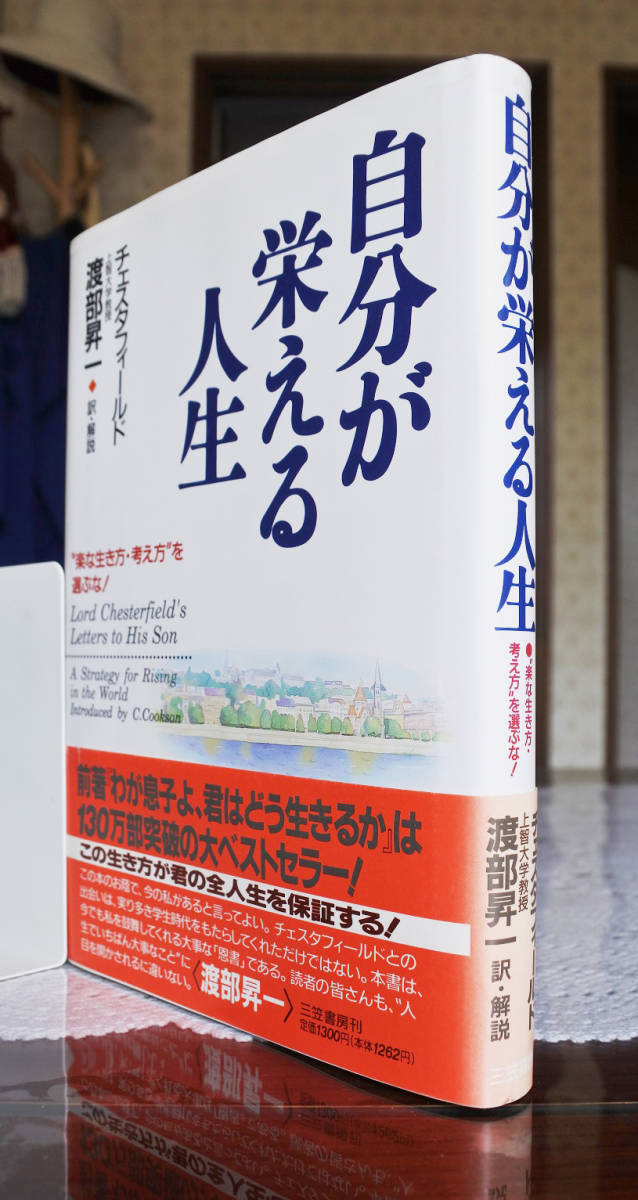 自分が
栄える
人生
チェスタフィールド
上智大学教授
渡部昇一◆訳・解説
"楽な生き方・考え方"を
選ぶな!
Lord Chesterfield's
Letters to His Son
A Strategy for Rising
in the World
Introduced by C.Cookson
前著『わが息子よ、君はどう生きるか』は
130万部突破の大ベストセラー!
この生き方が君の全人生を保証する!
この本のお蔭で、今の私があると言ってよい。チェスタフィールドとの
出会いは、実り多き学生時代をもたらしてくれただけではない。本書は、
今でも私を鼓舞してくれる大事な「恩書」である。読者の皆さんも、"人
生でいちばん大事なこと"に
目を開かされるに違いない。
〈渡部昇一〉
三笠書房刊
定価1300円(本体1262円)
自分が栄える人生
●"楽な生き方・
考え方"を選ぶな!
チェスタフィールド
上智大学教授
渡部昇一 訳・解説
三笠書房